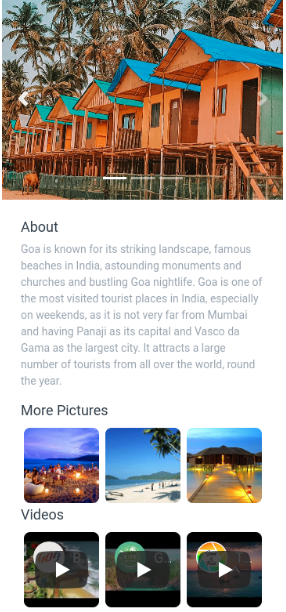 About
Goa is known for its striking landscape, famous
beaches in India, astounding monuments and
churches and bustling Goa nightlife. Goa is one of
the most visited tourist places in India, especially
on weekends, as it is not very far from Mumbai
and having Panaji as its capital and Vasco da
Gama as the largest city. It attracts a large
number of tourists from all over the world, round
the year.
More Pictures
Videos